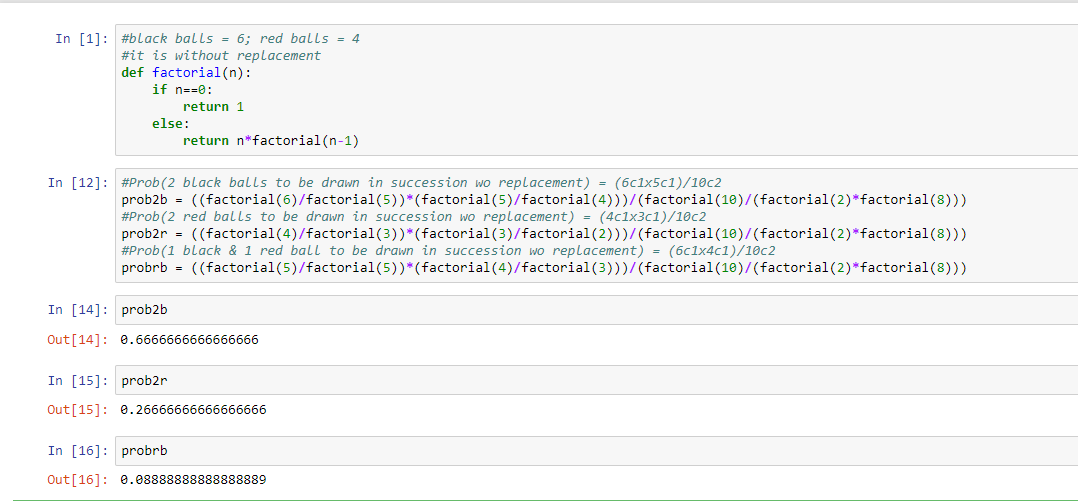 In [1]: #black balls = 6; red balls = 4
#it is without replacement
def factorial(n):
    if n==0:
        return 1
    else:
        return n*factorial(n-1)
In [12]: #Prob(2 black balls to be drawn in succession wo replacement) = (6c1x5c1)/10c2
prob2b = ((factorial(6)/factorial(5))*(factorial(5)/factorial(4)))/(factorial(10)/(factorial(2)*factorial(8)))
#Prob(2 red balls to be drawn in succession wo replacement) = (4c1x3c1)/10c2
prob2r = ((factorial(4)/factorial(3))*(factorial(3)/factorial(2)))/(factorial(10)/(factorial(2)*factorial(8)))
#Prob(1 black & 1 red ball to be drawn in succession wo replacement) = (6c1x4c1)/10c2
probrb = ((factorial(5)/factorial(5))*(factorial(4)/factorial(3)))/(factorial(10)/(factorial(2)*factorial(8)))
In [14]: prob2b
Out[14]: 0.6666666666666666
In [15]: prob2r
Out[15]: 0.26666666666666666
In [16]: probrb
Out[16]: 0.08888888888888889